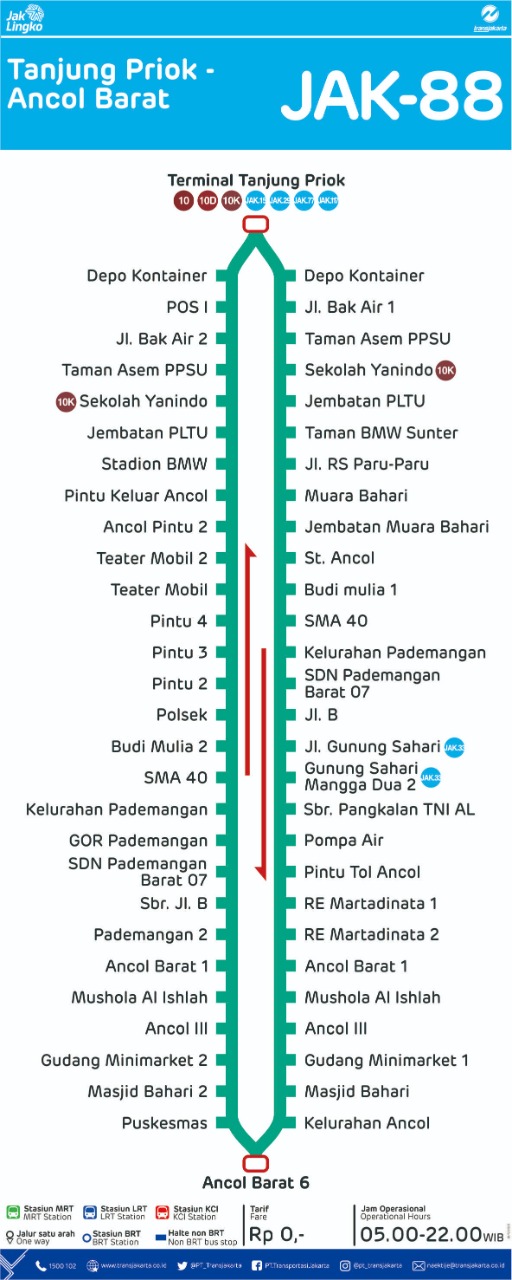 Jak
Lingko
transjakarta
Tanjung Priok -
Ancol Barat
JAK-88
Terminal Tanjung Priok
10 10D 10K JAK.15 JAK.29 JAK.77
Depo Kontainer
POS I
Jl. Bak Air 2
Taman Asem PPSU
10K Sekolah Yanindo
Jembatan PLTU
Stadion BMW
Pintu Keluar Ancol
Ancol Pintu 2
Teater Mobil 2
Teater Mobil
Pintu 4
Pintu 3
Pintu 2
Polsek
Budi Mulia 2
SMA 40
Kelurahan Pademangan
GOR Pademangan
SDN Pademangan
Barat 07
Sbr. Jl. B
Pademangan 2
Ancol Barat 1
Mushola Al Ishlah
Ancol III
Gudang Minimarket 2
Masjid Bahari 2
Puskesmas
Depo Kontainer
Jl. Bak Air 1
Taman Asem PPSU
Sekolah Yanindo 10K
Jembatan PLTU
Taman BMW Sunter
Jl. RS Paru-Paru
Muara Bahari
Jembatan Muara Bahari
St. Ancol
Budi mulia 1
SMA 40
Kelurahan Pademangan
SDN Pademangan
Barat 07
Jl. B
Jl. Gunung Sahari JAK.33
Gunung Sahari
Mangga Dua 2 JAK.33
Sbr. Pangkalan TNI AL
Pompa Air
Pintu Tol Ancol
RE Martadinata 1
RE Martadinata 2
Ancol Barat 1
Mushola Al Ishlah
Ancol III
Gudang Minimarket 1
Masjid Bahari
Kelurahan Ancol
Ancol Barat 6
Stasiun MRT
MRT Station
Stasiun LRT
LRT Station
Stasiun KCI
KCI Station
Jalur satu arah
One way
Stasiun BRT
BRT Station
Halte non BRT
Non BRT bus stop
Tarif
Fare
Rp 0,-
Jam Operasional
Operational Hours
05.00-22.00 WIB
1500 102
www.transjakarta.co.id
@PT_Transjakarta
PT.TransportasiJakarta
@pt_transjakarta
naektije@transjakarta.co.id